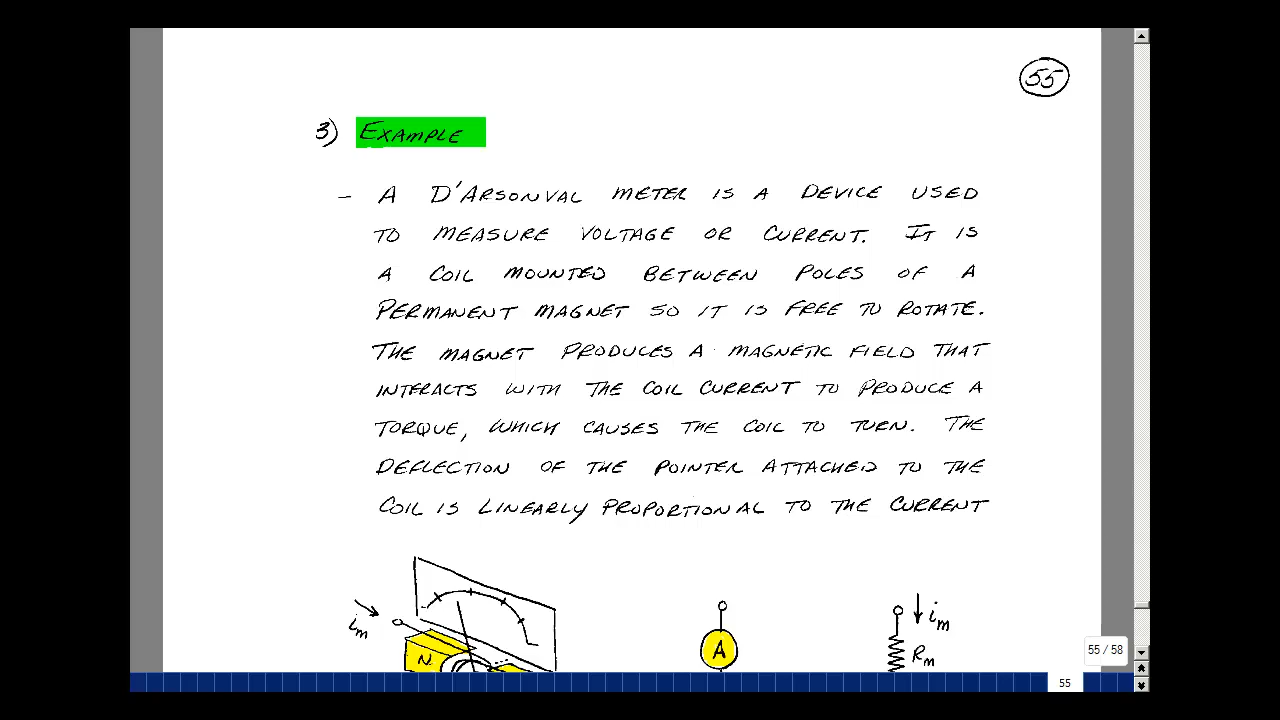 55
3) EXAMPLE
- A D'ARSONVAL METER IS A DEVICE USED
TO MEASURE VOLTAGE OR CURRENT. IT IS
A COIL MOUNTED BETWEEN POLES OF A
PERMANENT MAGNET SO IT IS FREE TO ROTATE.
THE MAGNET PRODUCES A MAGNETIC FIELD THAT
INTERACTS WITH THE COIL CURRENT TO PRODUCE A
TORQUE, WHICH CAUSES THE COIL TO TURN. THE
DEFLECTION OF THE POINTER ATTACHED TO THE
COIL IS LINEARLY PROPORTIONAL TO THE CURRENT
im
N
A
im
Rm
55 / 58
55